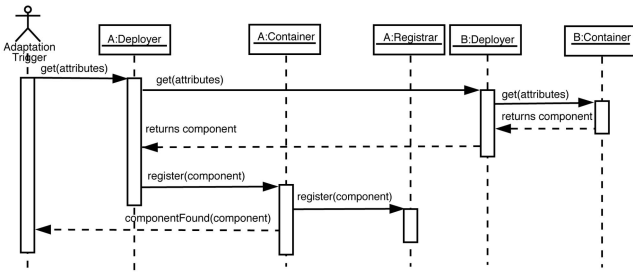 A:Deployer
A:Container
A:Registrar
B:Deployer
B:Container
Adaptation
Trigger
get(attributes)
get(attributes)
get(attributes)
returns component
returns component
register(component)
register(component)
componentFound(component)